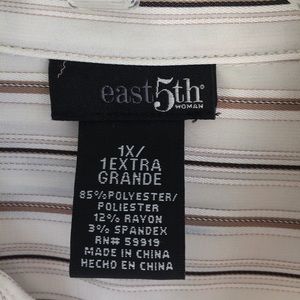 east5th®
WOMAN
1X/
1EXTRA
GRANDE
85%POLYESTER/
POLIESTER
12% RAYON
3% SPANDEX
RN# 59919
MADE IN CHINA
HECHO EN CHINA